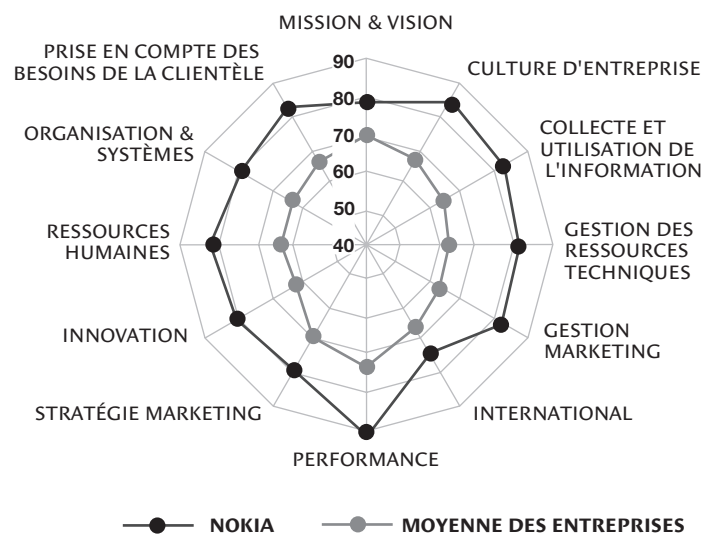 MISSION & VISION
PRISE EN COMPTE DES
BESOINS DE LA CLIENTÈLE
CULTURE D'ENTREPRISE
ORGANISATION &
SYSTÈMES
COLLECTE ET
UTILISATION DE
L'INFORMATION
RESSOURCES
HUMAINES
GESTION DES
RESSOURCES
TECHNIQUES
INNOVATION
GESTION
MARKETING
STRATÉGIE MARKETING
INTERNATIONAL
PERFORMANCE
90
80
70
60
50
40
NOKIA
MOYENNE DES ENTREPRISES